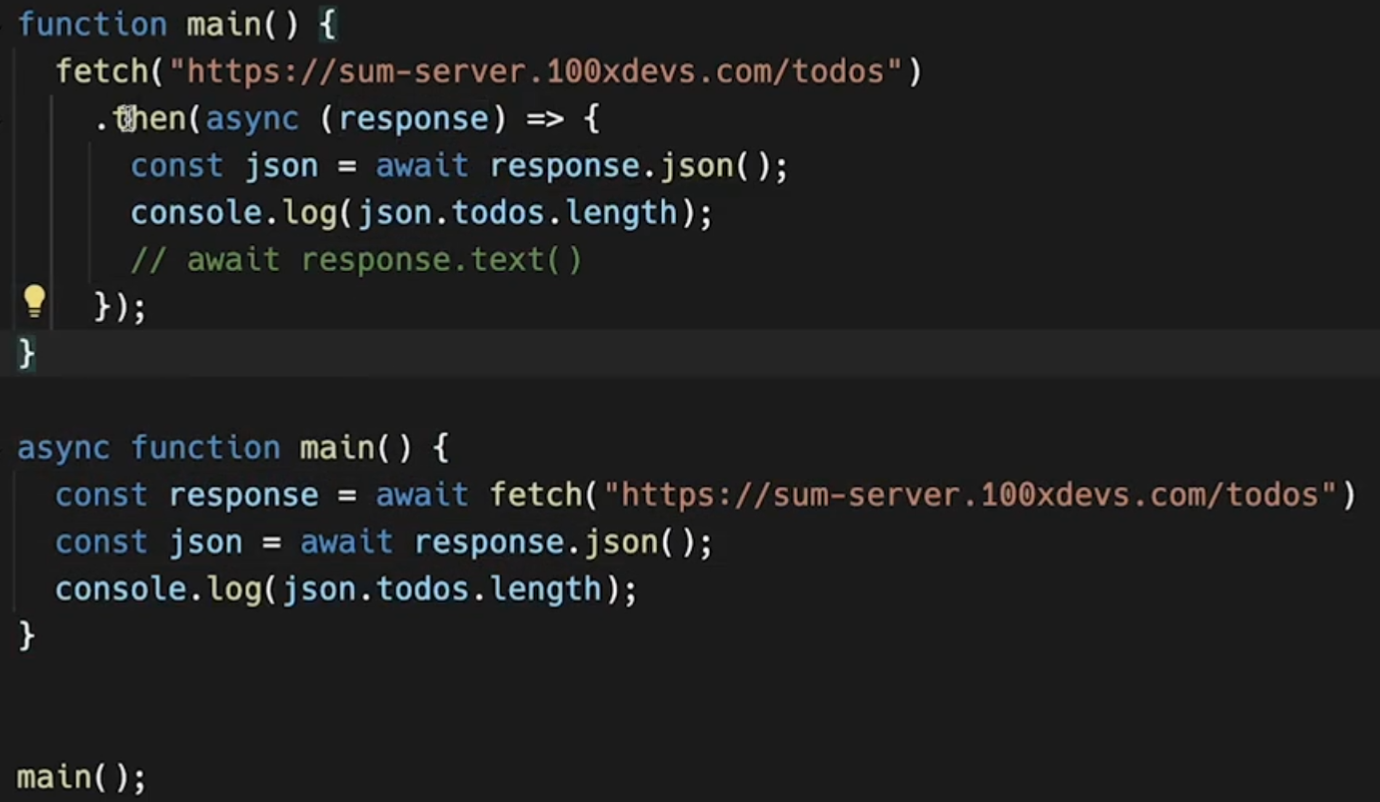 function main() {
  fetch("https://sum-server.100xdevs.com/todos")
    .then(async (response) => {
      const json = await response.json();
      console.log(json.todos.length);
      // await response.text()
    });
}
async function main() {
  const response = await fetch("https://sum-server.100xdevs.com/todos")
  const json = await response.json();
  console.log(json.todos.length);
}
main();